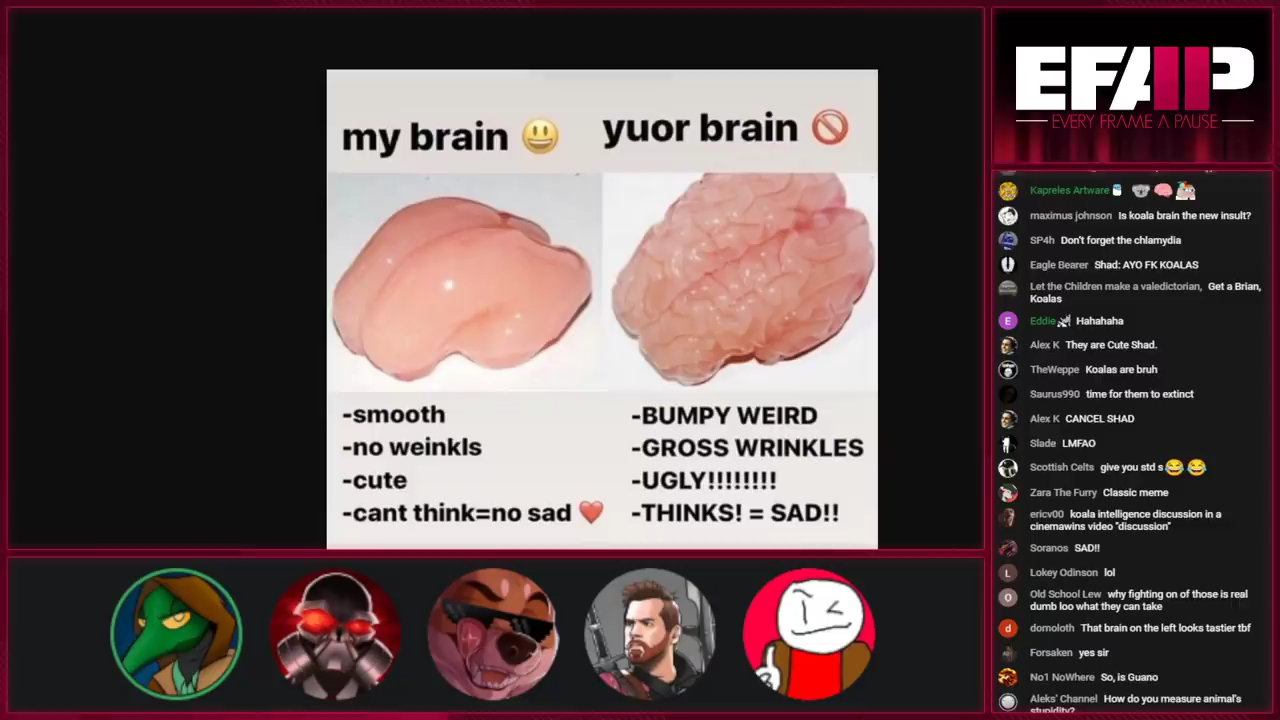 my brain 😃
yuor brain 🚫
-smooth
-no weinkls
-cute
-cant think=no sad ❤️
-BUMPY WEIRD
-GROSS WRINKLES
-UGLY!!!!!!!!
-THINKS! = SAD!!
EFAP
EVERY FRAME A PAUSE
Kapreles Artware 🐨 🧠
maximus johnson Is koala brain the new insult?
SP4h Don't forget the chlamydia
Eagle Bearer Shad: AYO FK KOALAS
Let the Children make a valedictorian, Get a Brian,
Koalas
E Eddie Hahahaha
Alex K They are Cute Shad.
TheWeppe Koalas are bruh
Saurus990 time for them to extinct
Alex K CANCEL SHAD
Slade LMFAO
Scottish Celts give you std s 😂 😂
Zara The Furry Classic meme
ericv00 koala intelligence discussion in a
cinemawins video "discussion"
Soranos SAD!!
L Lokey Odinson lol
O Old School Lew why fighting on of those is real
dumb loo what they can take
d domoloth That brain on the left looks tastier tbf
Forsaken yes sir
No1 NoWhere So, is Guano
Aleks' Channel How do you measure animal's
stupidity?